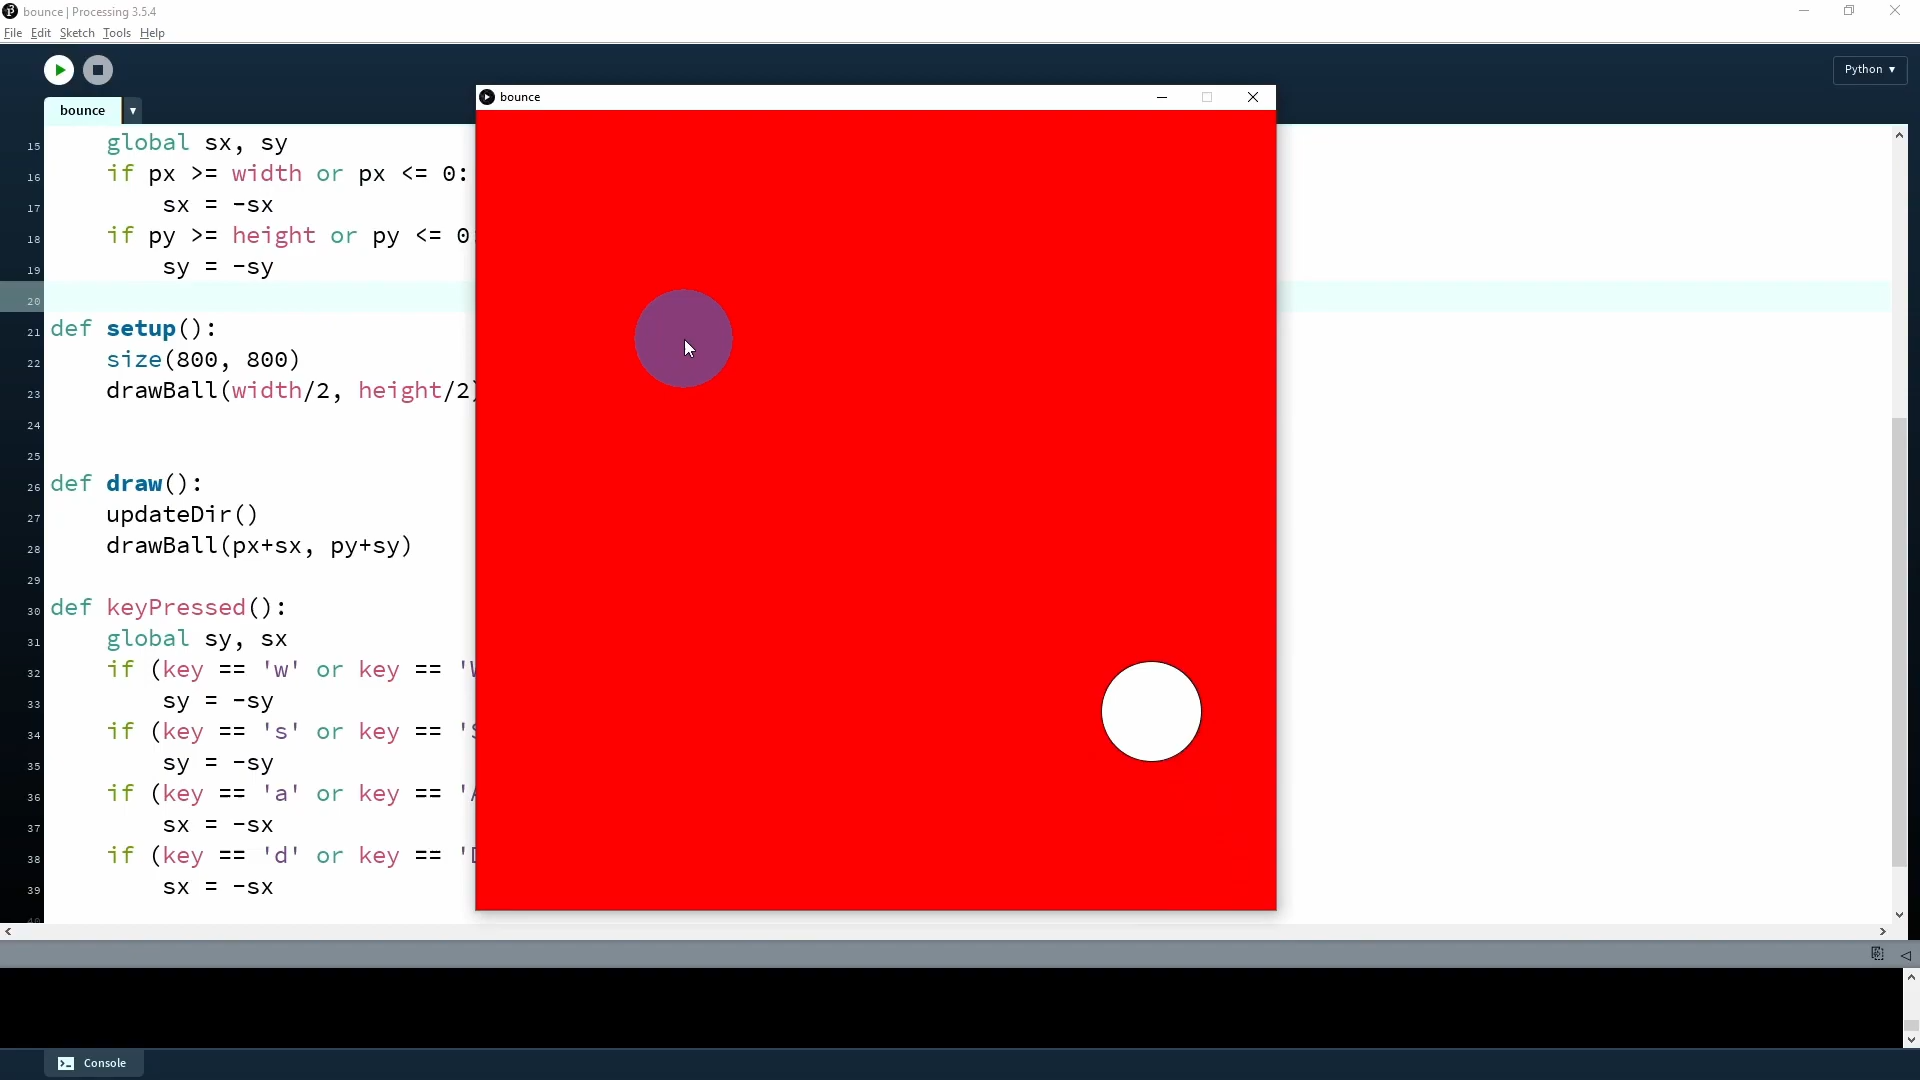 bounce | Processing 3.5.4
File Edit Sketch Tools Help
Python ▾
bounce ▾
bounce
15 global sx, sy
16 if px >= width or px <= 0:
17 sx = -sx
18 if py >= height or py <= 0:
19 sy = -sy
20
21 def setup():
22 size(800, 800)
23 drawBall(width/2, height/2)
24
25
26 def draw():
27 updateDir()
28 drawBall(px+sx, py+sy)
29
30 def keyPressed():
31 global sy, sx
32 if (key == 'w' or key == 'W
33 sy = -sy
34 if (key == 's' or key == 'S
35 sy = -sy
36 if (key == 'a' or key == 'A
37 sx = -sx
38 if (key == 'd' or key == 'D
39 sx = -sx
40
Console